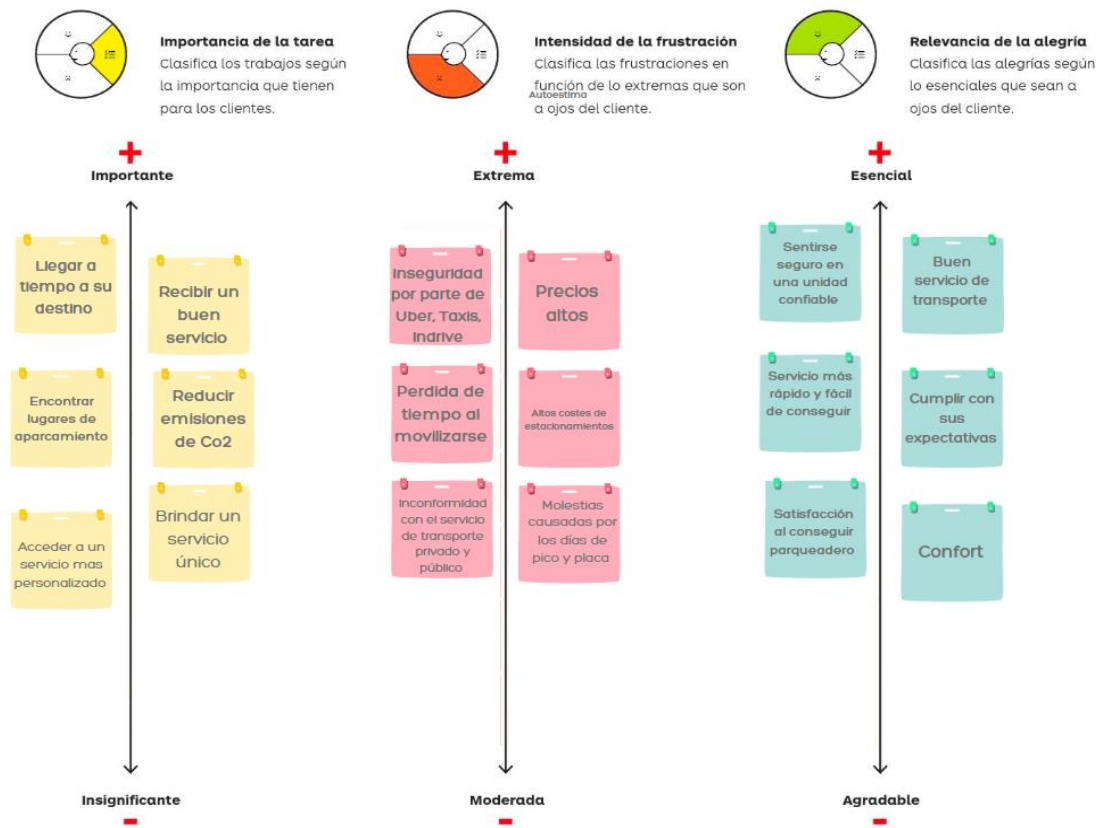 Importancia de la tarea
Clasifica los trabajos según
la importancia que tienen
para los clientes.
Importante
Llegar a
tiempo a su
destino
Recibir un
buen
servicio
Encontrar
lugares de
aparcamiento
Reducir
emisiones
de Co2
Acceder a un
servicio mas
personalizado
Brindar un
servicio
único
Insignificante
Intensidad de la frustración
Clasifica las frustraciones en
función de lo extremas que son
Autoestima
a ojos del cliente.
Extrema
Inseguridad
por parte de
Uber, Taxis,
Indrive
Precios
altos
Perdida de
tiempo al
movilizarse
Altos costes de
estacionamientos
Inconformidad
con el servicio
de transporte
privado y
público
Molestias
causadas por
los días de
pico y placa
Moderada
Relevancia de la alegría
Clasifica las alegrías según
lo esenciales que sean a
ojos del cliente.
Esencial
Sentirse
seguro en
una unidad
confiable
Buen
servicio de
transporte
Servicio más
rápido y fácil
de conseguir
Cumplir con
sus
expectativas
Satisfacción
al conseguir
parqueadero
Confort
Agradable